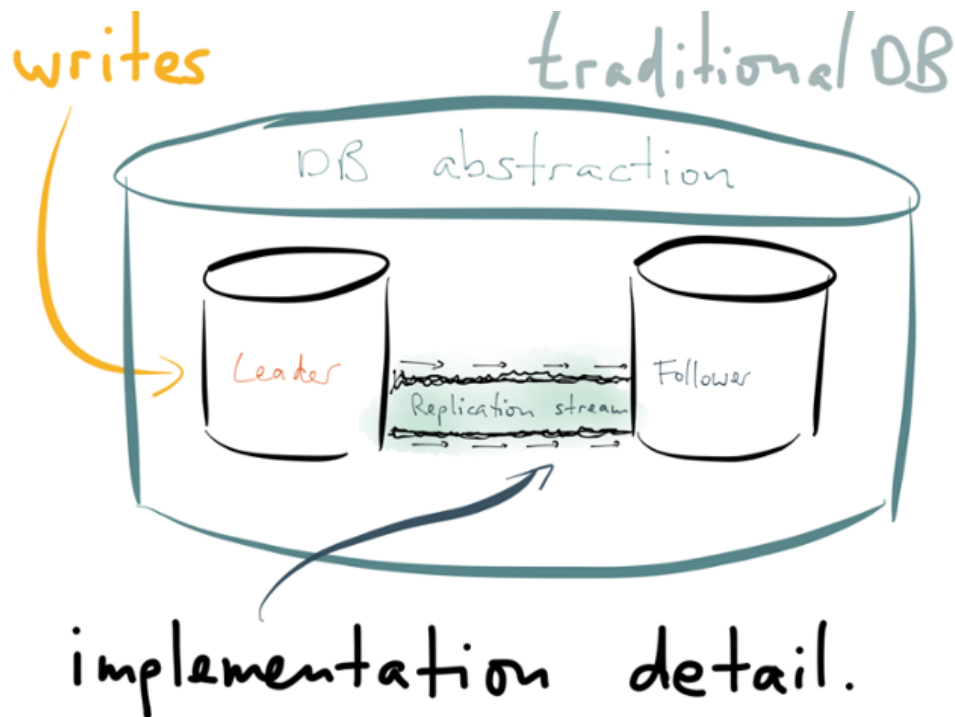 writes
traditional DB
DB abstraction
Leader
Replication stream
Follower
implementation detail.